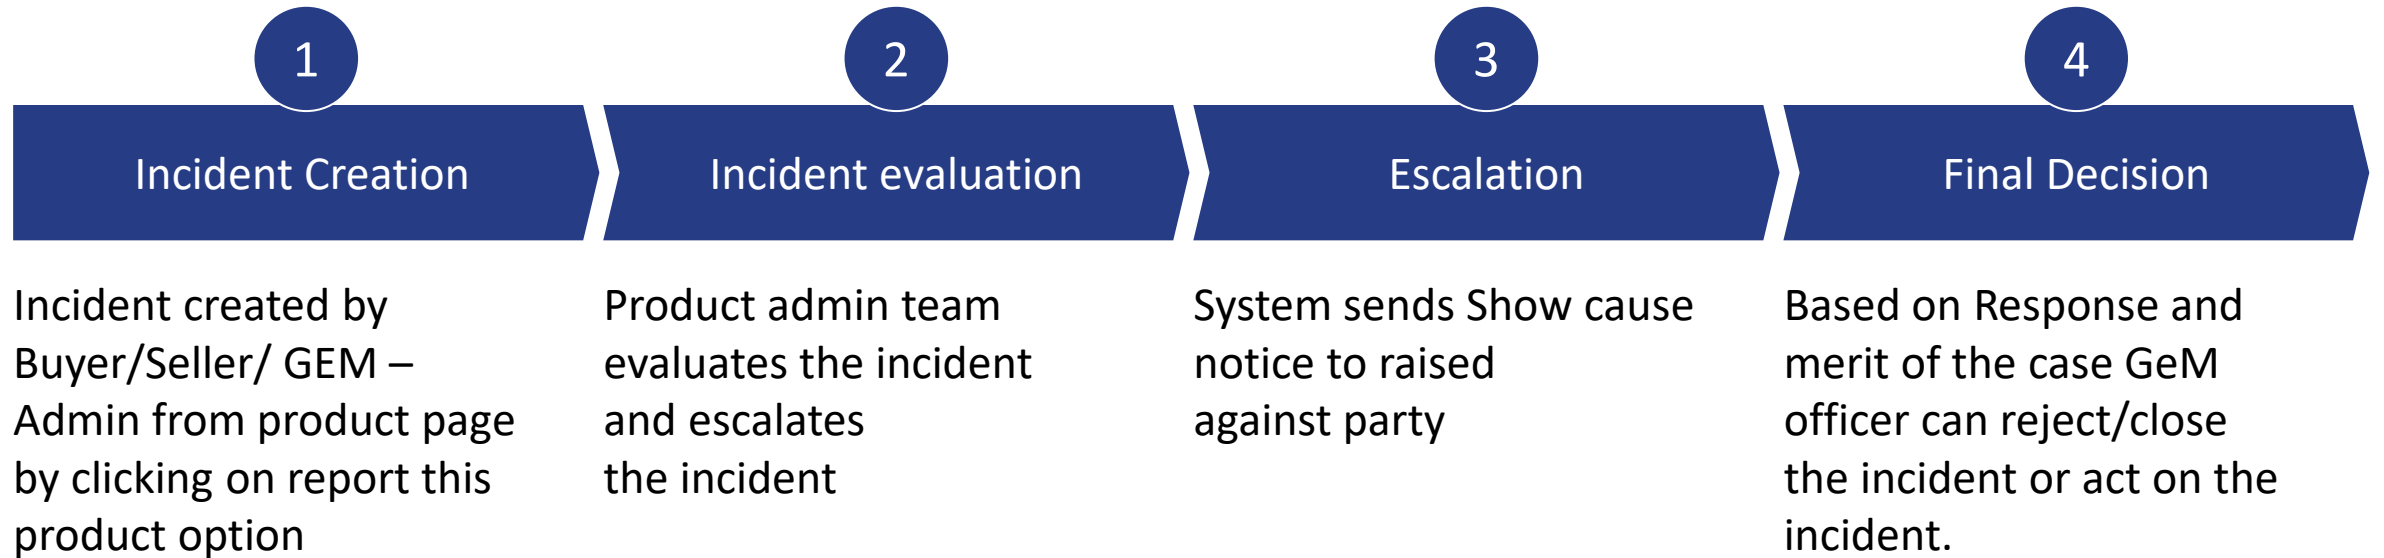 1
Incident Creation
Incident created by
Buyer/Seller/ GEM –
Admin from product page
by clicking on report this
product option
2
Incident evaluation
Product admin team
evaluates the incident
and escalates
the incident
3
Escalation
System sends Show cause
notice to raised
against party
4
Final Decision
Based on Response and
merit of the case GeM
officer can reject/close
the incident or act on the
incident.